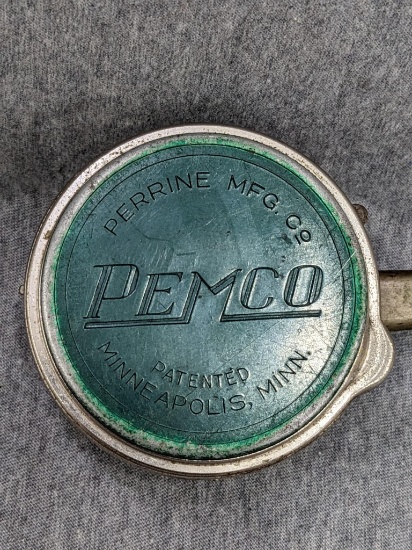 PERRINE MFG. CO
PEMCO
PATENTED
MINNEAPOLIS, MINN.